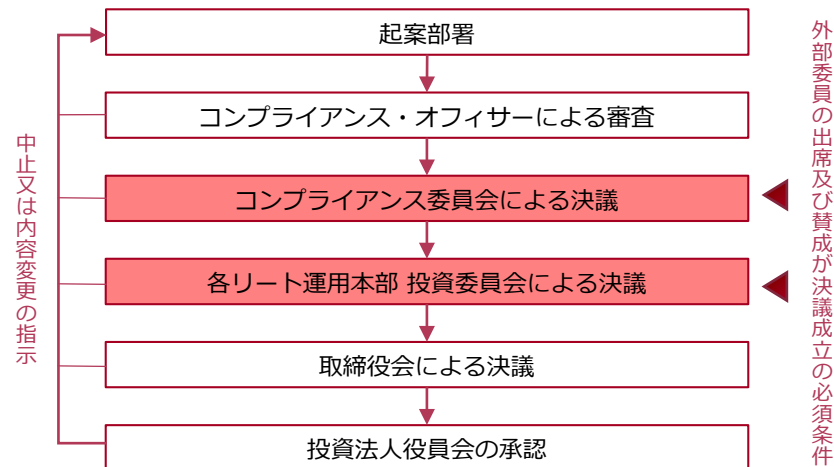 起案部署
コンプライアンス・オフィサーによる審査
コンプライアンス委員会による決議
各リート運用本部 投資委員会による決議
取締役会による決議
投資法人役員会の承認
中止又は内容変更の指示
外部委員の出席及び賛成が決議成立の必須条件